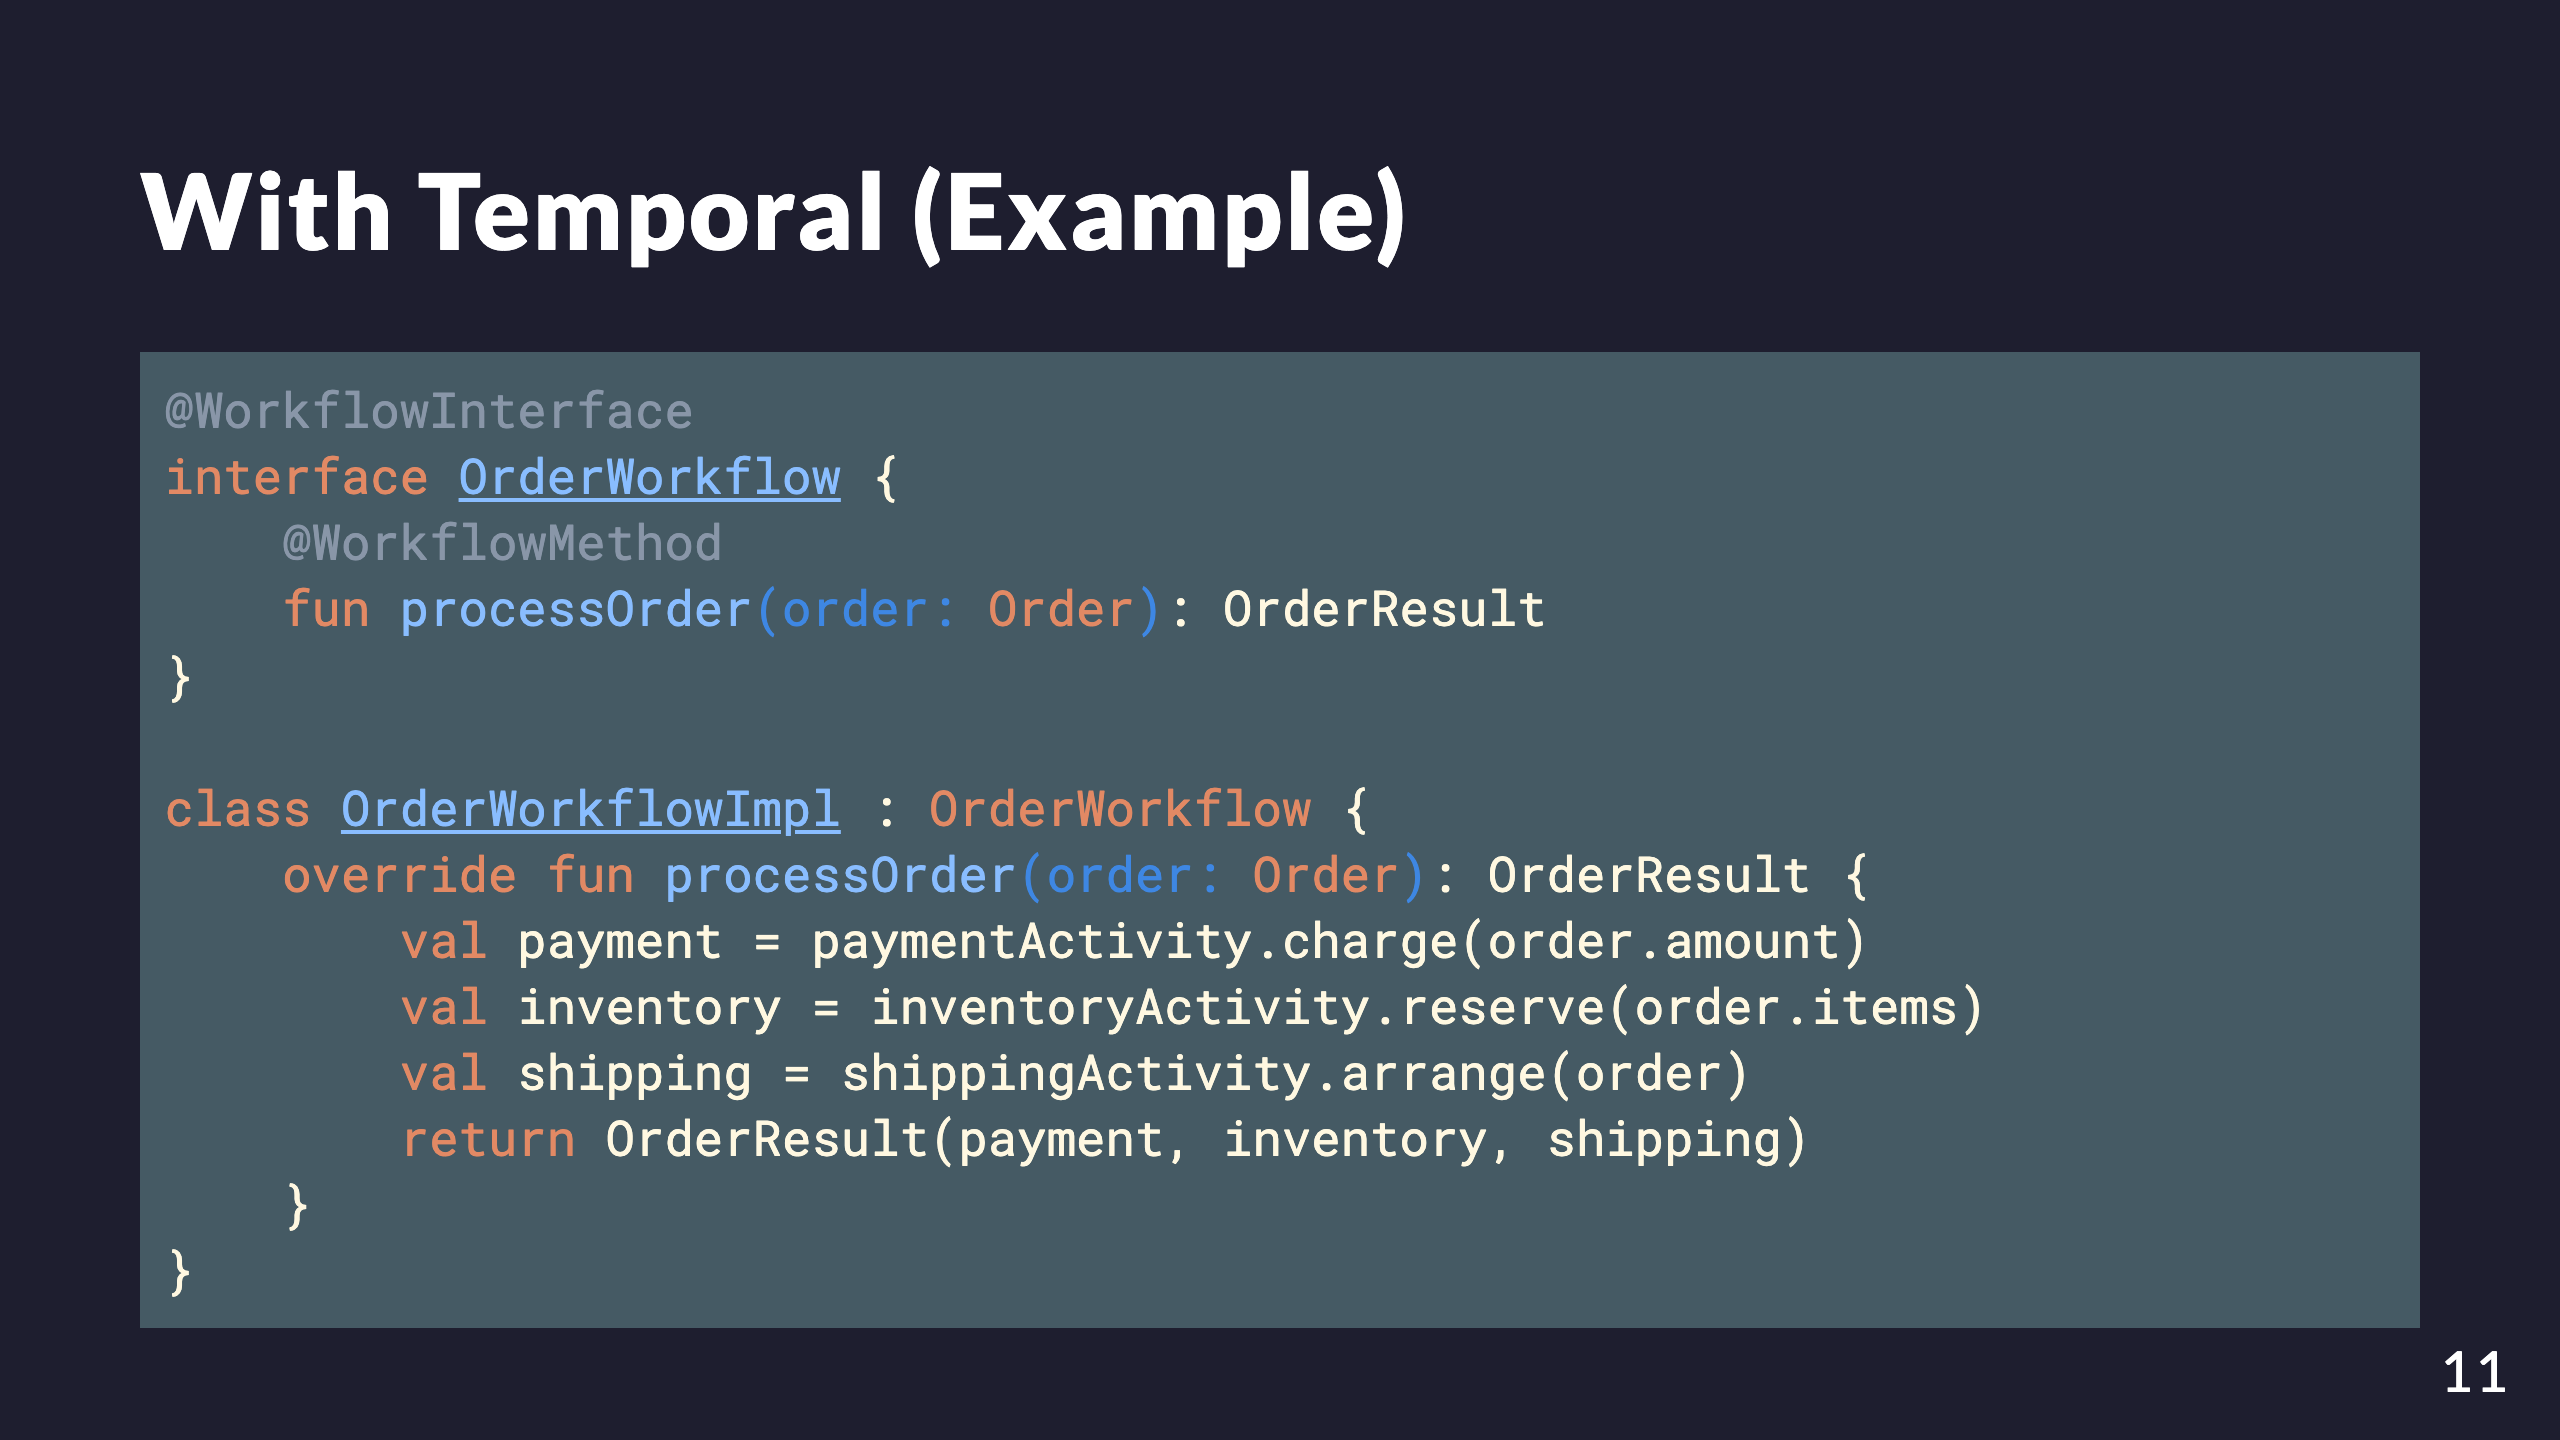 With Temporal (Example)
@WorkflowInterface
interface OrderWorkflow {
    @WorkflowMethod
    fun processOrder(order: Order): OrderResult
}

class OrderWorkflowImpl : OrderWorkflow {
    override fun processOrder(order: Order): OrderResult {
        val payment = paymentActivity.charge(order.amount)
        val inventory = inventoryActivity.reserve(order.items)
        val shipping = shippingActivity.arrange(order)
        return OrderResult(payment, inventory, shipping)
    }
}
11